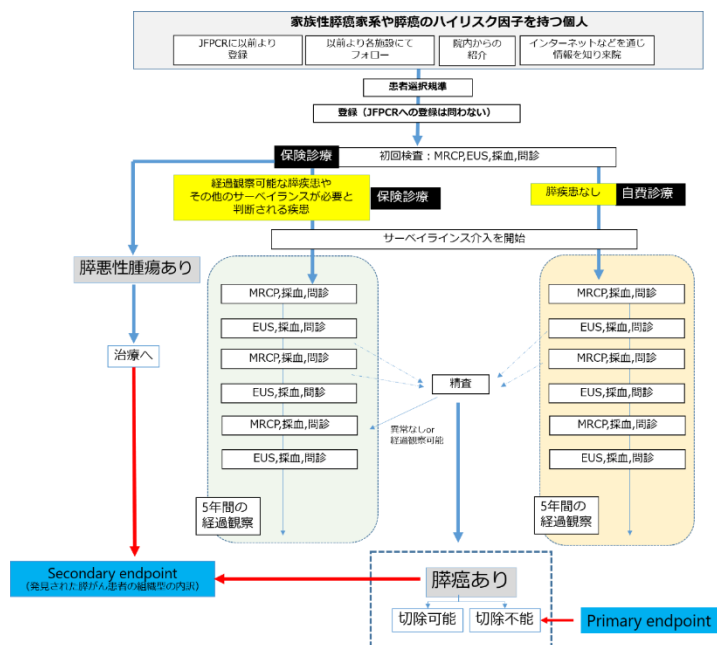 家族性膵癌家系や膵癌のハイリスク因子を持つ個人
JFPCRに以前より
登録
以前より各施設にて
フォロー
院内からの
紹介
インターネットなどを通じ
情報を知り来院
患者選択規準
登録（JFPCRへの登録は問わない）
保険診療
初回検査：MRCP,EUS,採血,問診
経過観察可能な膵疾患や
その他のサーベイランスが必要と
判断される疾患
保険診療
膵疾患なし
自費診療
サーベイラインス介入を開始
膵悪性腫瘍あり
治療へ
MRCP,採血,問診
EUS,採血,問診
MRCP,採血,問診
EUS,採血,問診
MRCP,採血,問診
EUS,採血,問診
5年間の
経過観察
精査
異常なしor
経過観察可能
MRCP,採血,問診
EUS,採血,問診
MRCP,採血,問診
EUS,採血,問診
MRCP,採血,問診
EUS,採血,問診
5年間の
経過観察
Secondary endpoint
（発見された膵がん患者の組織型の内訳）
膵癌あり
切除可能
切除不能
Primary endpoint